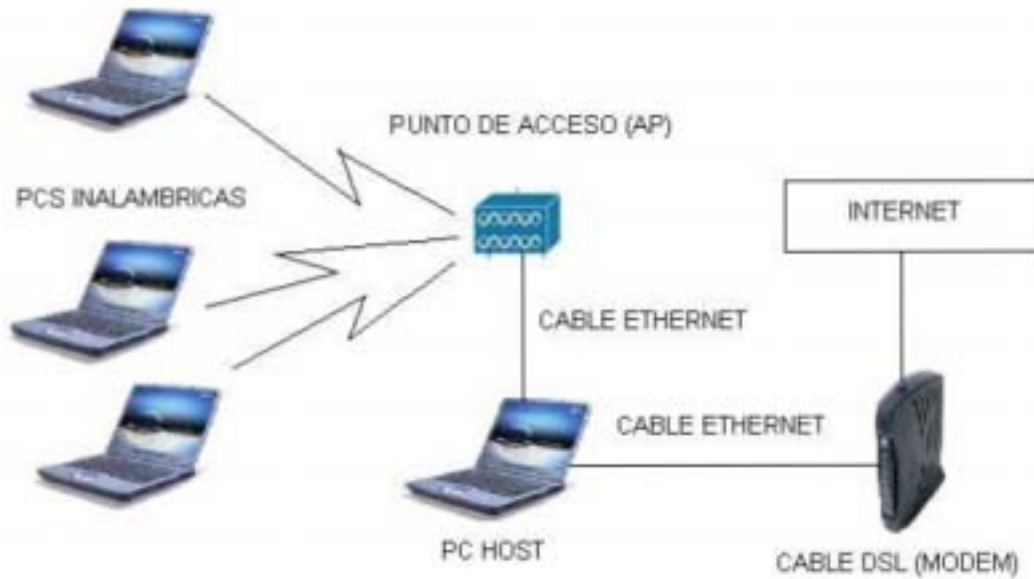 PUNTO DE ACCESO (AP)
PCS INALAMBRICAS
INTERNET
CABLE ETHERNET
CABLE ETHERNET
PC HOST
CABLE DSL (MODEM)